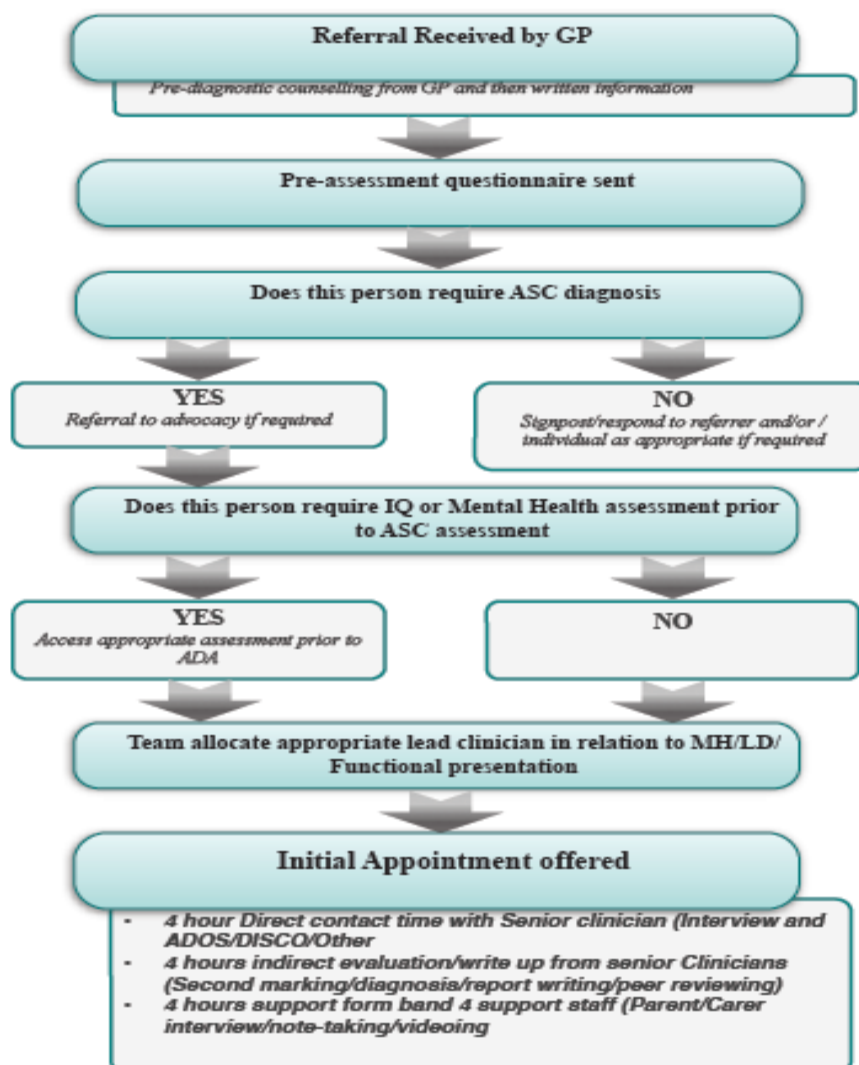 Referral Received by GP
Pre-diagnostic counselling from GP and then written information
Pre-assessment questionnaire sent
Does this person require ASC diagnosis
YES
Referral to advocacy if required
NO
Signpost/respond to referrer and/or /
individual as appropriate if required
Does this person require IQ or Mental Health assessment prior
to ASC assessment
YES
Access appropriate assessment prior to
ADA
NO
Team allocate appropriate lead clinician in relation to MH/LD/
Functional presentation
Initial Appointment offered
- 4 hour Direct contact time with Senior clinician (Interview and
ADOS/DISCO/Other
- 4 hours indirect evaluation/write up from senior Clinicians
(Second marking/diagnosis/report writing/peer reviewing)
- 4 hours support form band 4 support staff (Parent/Carer
interview/note-taking/videoing